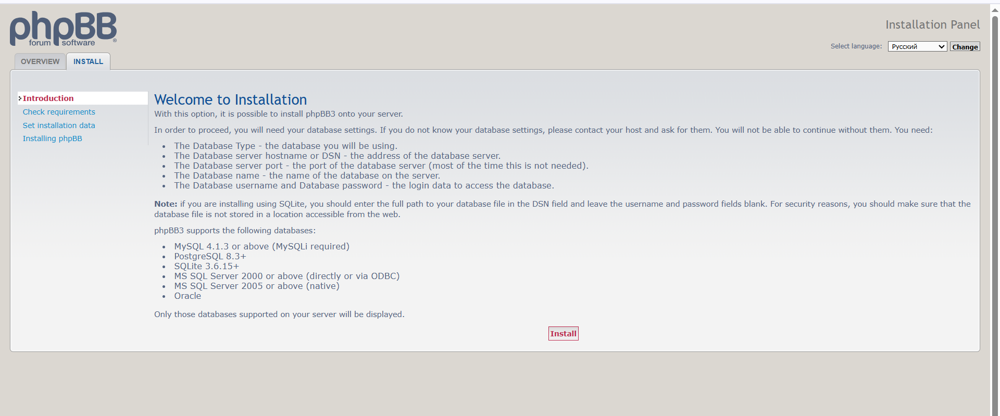 phpBB
forum software ®
Installation Panel
Select language: Русский Change
OVERVIEW INSTALL
Introduction
Check requirements
Set installation data
Installing phpBB
Welcome to Installation
With this option, it is possible to install phpBB3 onto your server.
In order to proceed, you will need your database settings. If you do not know your database settings, please contact your host and ask for them. You will not be able to continue without them. You need:
• The Database Type - the database you will be using.
• The Database server hostname or DSN - the address of the database server.
• The Database server port - the port of the database server (most of the time this is not needed).
• The Database name - the name of the database on the server.
• The Database username and Database password - the login data to access the database.
Note: if you are installing using SQLite, you should enter the full path to your database file in the DSN field and leave the username and password fields blank. For security reasons, you should make sure that the
database file is not stored in a location accessible from the web.
phpBB3 supports the following databases:
• MySQL 4.1.3 or above (MySQLi required)
• PostgreSQL 8.3+
• SQLite 3.6.15+
• MS SQL Server 2000 or above (directly or via ODBC)
• MS SQL Server 2005 or above (native)
• Oracle
Only those databases supported on your server will be displayed.
Install